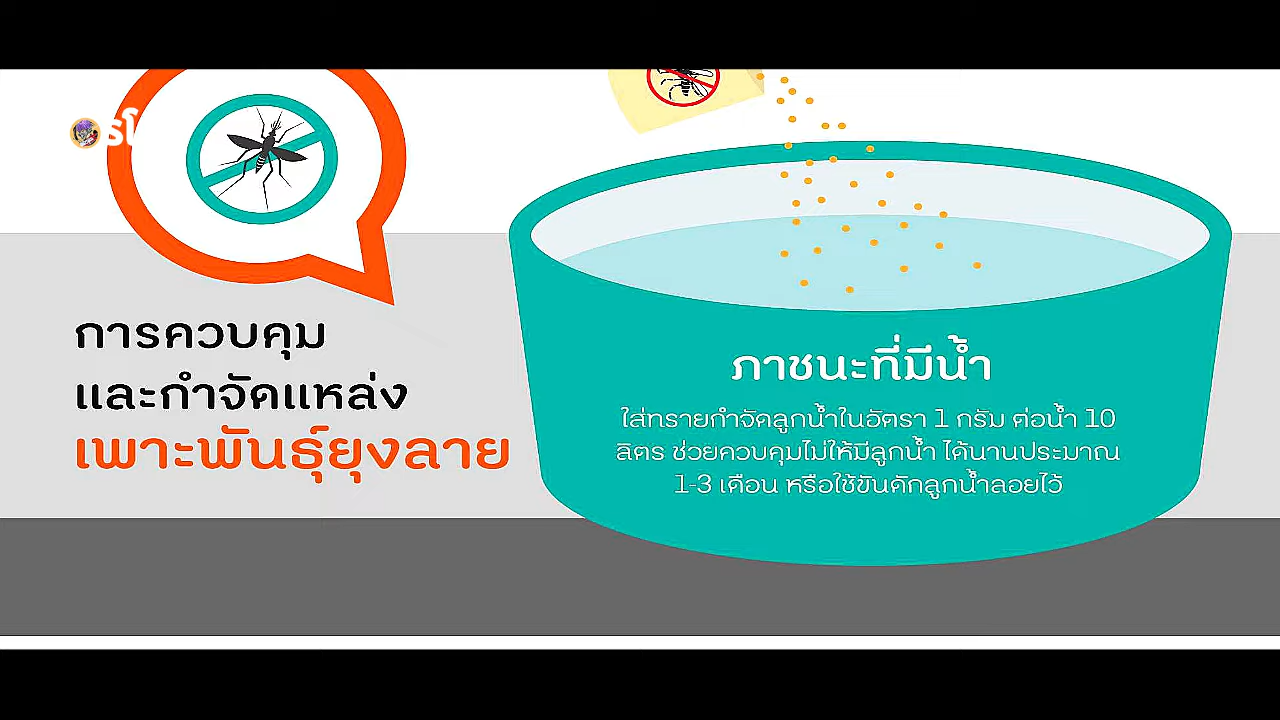 การควบคุม
และกำจัดแหล่ง
เพาะพันธุ์ยุงลาย
ภาชนะที่มีน้ำ
ใส่ทรายกำจัดลูกน้ำในอัตรา 1 กรัม ต่อน้ำ 10
ลิตร ช่วยควบคุมไม่ให้มีลูกน้ำ ได้นานประมาณ
1-3 เดือน หรือใช้ขันดักลูกน้ำลอยไว้